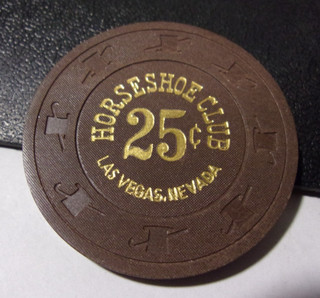 HORSESHOE CLUB
25¢
LAS VEGAS, NEVADA